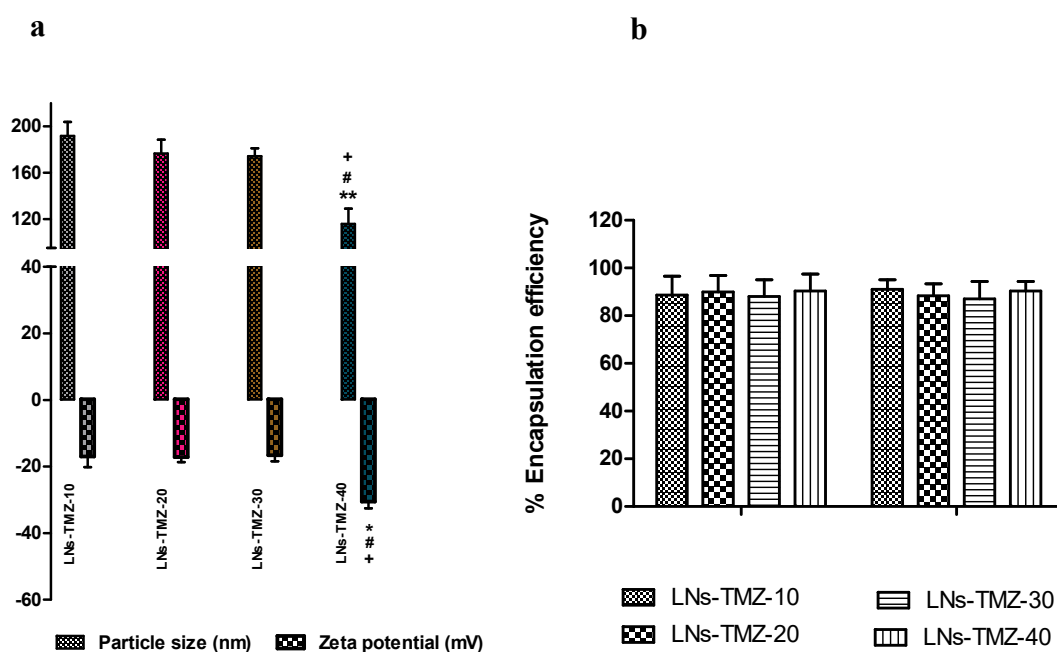 a
200
160
120
40
20
0
-20
-40
-60
+
#
**
LNs-TMZ-10
LNs-TMZ-20
LNs-TMZ-30
LNs-TMZ-40
+ # *
Particle size (nm) Zeta potential (mV)
b
% Encapsulation efficiency
120
100
80
60
40
20
0
LNs-TMZ-10 LNs-TMZ-30
LNs-TMZ-20 LNs-TMZ-40